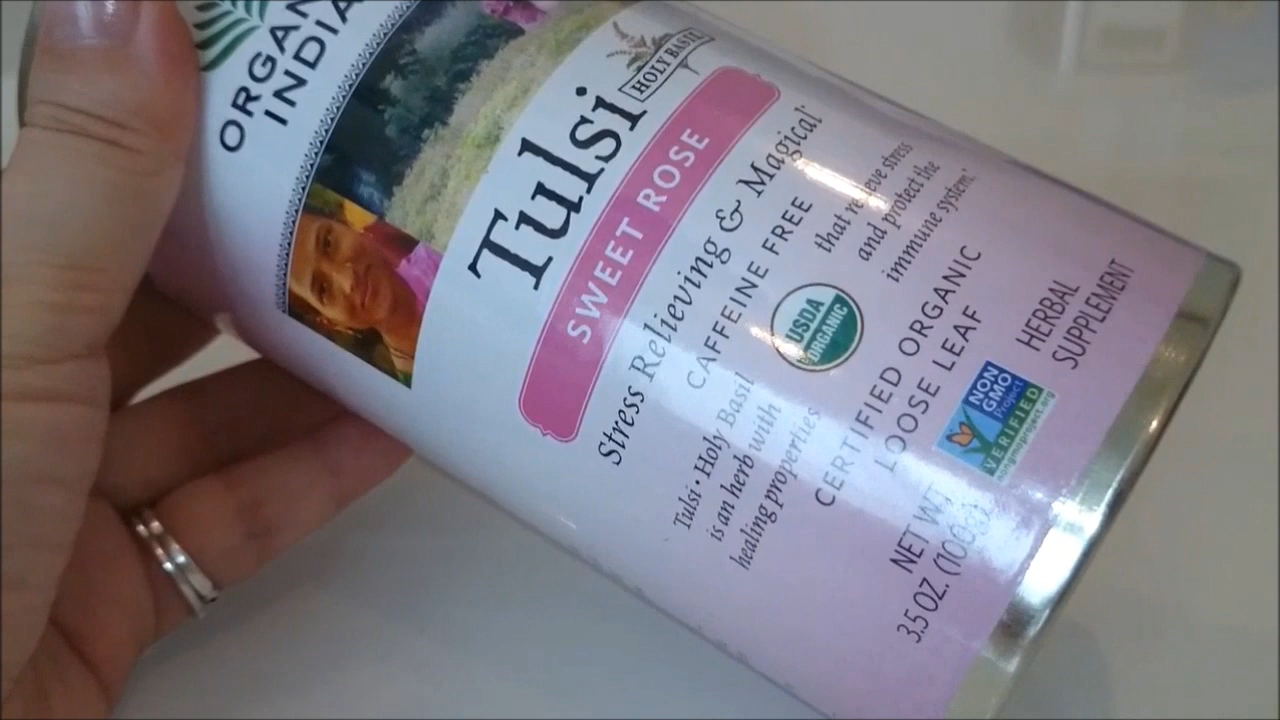 ORGANIC
INDIA
HOLY BASIL
Tulsi
SWEET ROSE
Stress Relieving & Magical*
CAFFEINE FREE
Tulsi • Holy Basil
is an herb with
healing properties
USDA
ORGANIC
that relieve stress
and protect the
immune system.*
CERTIFIED ORGANIC
LOOSE LEAF
NET WT
3.5 OZ. (100g)
NON
GMO
Project
VERIFIED
nongmoproject.org
HERBAL
SUPPLEMENT